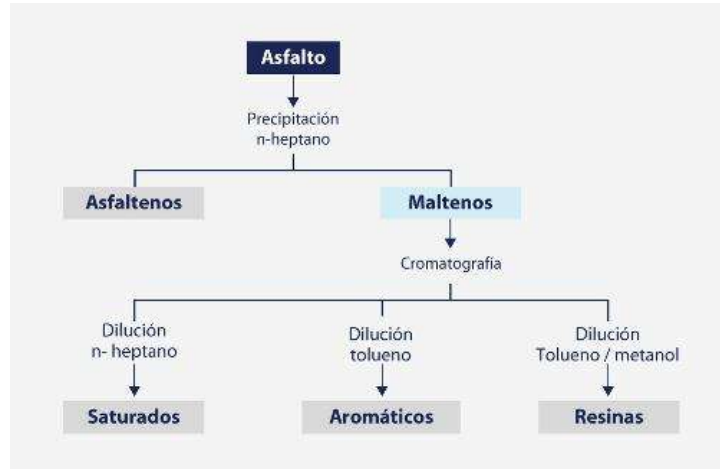 Asfalto
Precipitación
n-heptano
Asfaltenos
Maltenos
Cromatografía
Dilución
n- heptano
Dilución
tolueno
Dilución
Tolueno / metanol
Saturados
Aromáticos
Resinas